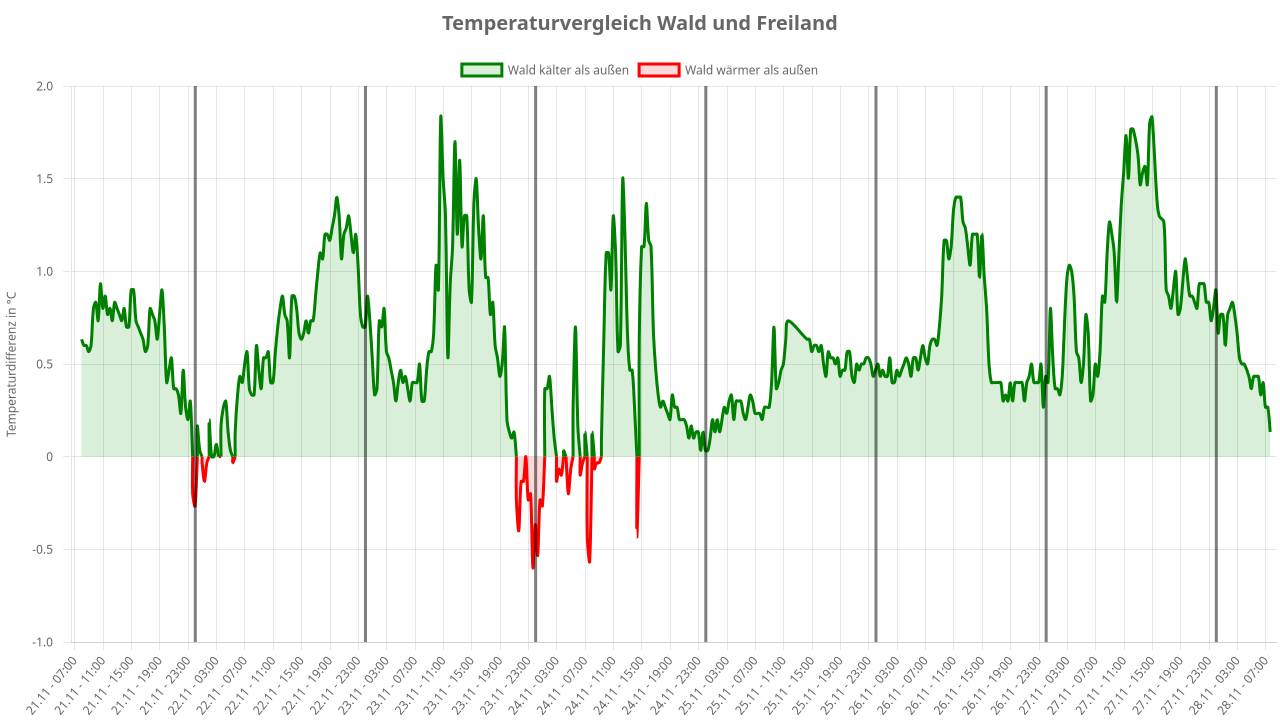 Temperaturvergleich Wald und Freiland
Wald kälter als außen
Wald wärmer als außen
Temperaturdifferenz in °C
2.0
1.5
1.0
0.5
0
-0.5
-1.0
21.11 - 07:00
21.11 - 11:00
21.11 - 15:00
21.11 - 19:00
21.11 - 23:00
22.11 - 03:00
22.11 - 07:00
22.11 - 11:00
22.11 - 15:00
22.11 - 19:00
22.11 - 23:00
23.11 - 03:00
23.11 - 07:00
23.11 - 11:00
23.11 - 15:00
23.11 - 19:00
23.11 - 23:00
24.11 - 03:00
24.11 - 07:00
24.11 - 11:00
24.11 - 15:00
24.11 - 19:00
24.11 - 23:00
25.11 - 03:00
25.11 - 07:00
25.11 - 11:00
25.11 - 15:00
25.11 - 19:00
25.11 - 23:00
26.11 - 03:00
26.11 - 07:00
26.11 - 11:00
26.11 - 15:00
26.11 - 19:00
26.11 - 23:00
27.11 - 03:00
27.11 - 07:00
27.11 - 11:00
27.11 - 15:00
27.11 - 19:00
27.11 - 23:00
28.11 - 03:00
28.11 - 07:00